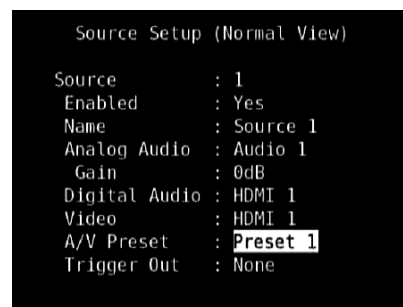 Source Setup (Normal View)
Source : 1
Enabled : Yes
Name : Source 1
Analog Audio : Audio 1
Gain : 0dB
Digital Audio : HDMI 1
Video : HDMI 1
A/V Preset : Preset 1
Trigger Out : None